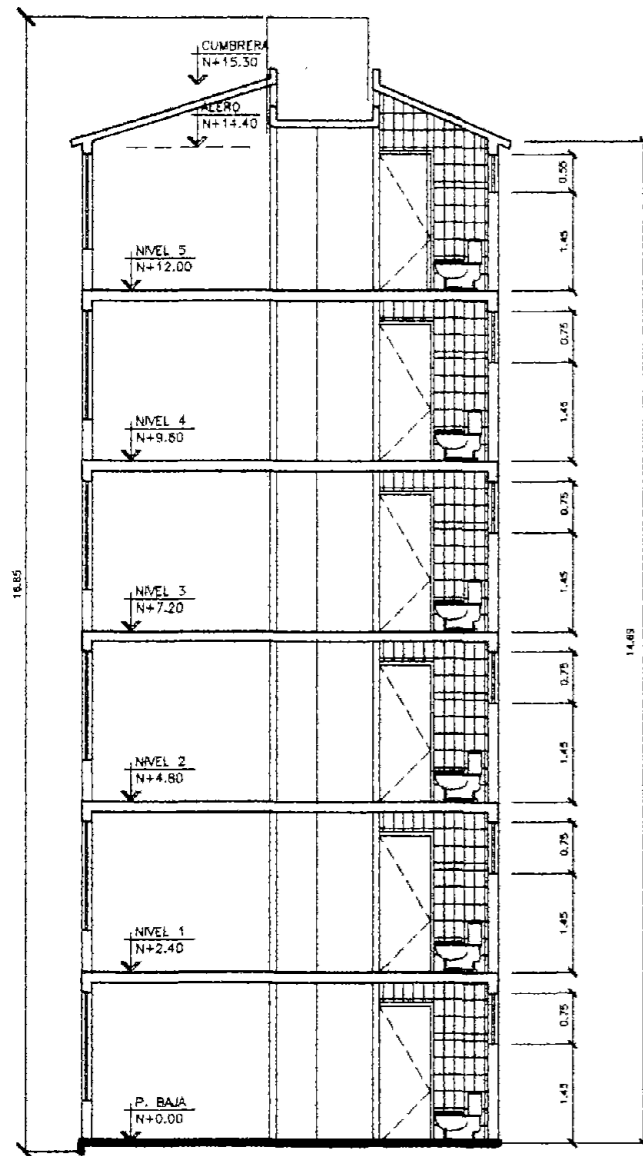 CUMBRERA
N+15.30
ALERO
N+14.40
0.55
1.45
NIVEL 5
N+12.00
0.75
1.45
NIVEL 4
N+9.60
0.75
1.45
NIVEL 3
N+7.20
16.85
14.69
0.75
1.45
NIVEL 2
N+4.80
0.75
1.45
NIVEL 1
N+2.40
0.75
1.45
P. BAJA
N+0.00